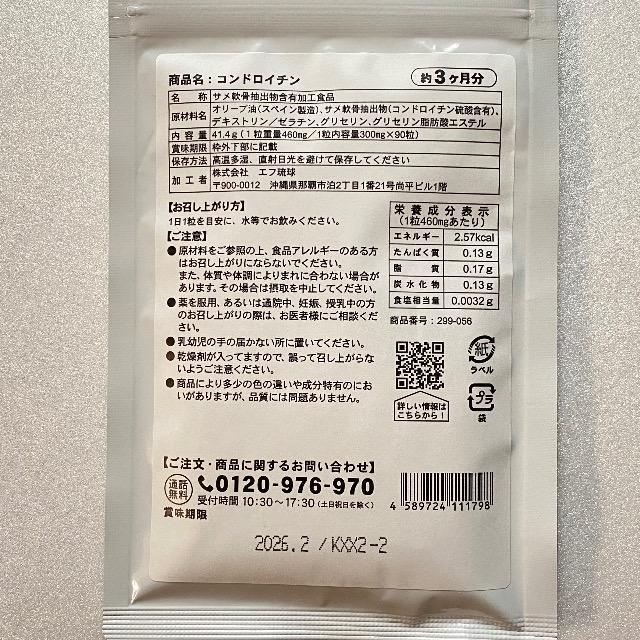 商品名：コンドロイチン
約3ヶ月分
名　称 サメ軟骨抽出物含有加工食品
原材料名 オリーブ油(スペイン製造)、サメ軟骨抽出物(コンドロイチン硫酸含有)、
デキストリン／ゼラチン、グリセリン、グリセリン脂肪酸エステル
内 容 量 41.4g(1粒重量460mg／1粒内容量300mg×90粒)
賞味期限 枠外下部に記載
保存方法 高温多湿、直射日光を避けて保存してください
加 工 者 株式会社　エフ琉球
〒900-0012　沖縄県那覇市泊2丁目1番21号尚平ビル1階
【お召し上がり方】
1日1粒を目安に、水等でお飲みください。
【ご注意】
●原材料をご参照の上、食品アレルギーのある方
はお召し上がりにならないでください。
また、体質や体調によりまれに合わない場合が
あります。その場合は摂取を中止してください。
●薬を服用、あるいは通院中、妊娠、授乳中の方
のお召し上がりの際は、お医者様にご相談くださ
い。
●乳幼児の手の届かない所に置いてください。
●乾燥剤が入ってますので、誤って召し上がらな
いようご注意ください。
●商品により多少の色の違いや成分特有のにお
いがありますが、品質には問題ありません。
栄養成分表示
(1粒460mgあたり)
エネルギー 2.57kcal
たんぱく質 0.13g
脂　質 0.17g
炭水化物 0.13g
食塩相当量 0.0032g
商品番号：299-056
詳しい情報は
こちらから！
紙
ラベル
プラ
袋
【ご注文・商品に関するお問い合わせ】
通話
無料
0120-976-970
受付時間 10:30〜17:30 (土日祝日を除く)
賞味期限
4 589724 111798
2026.2 / KXX2-2